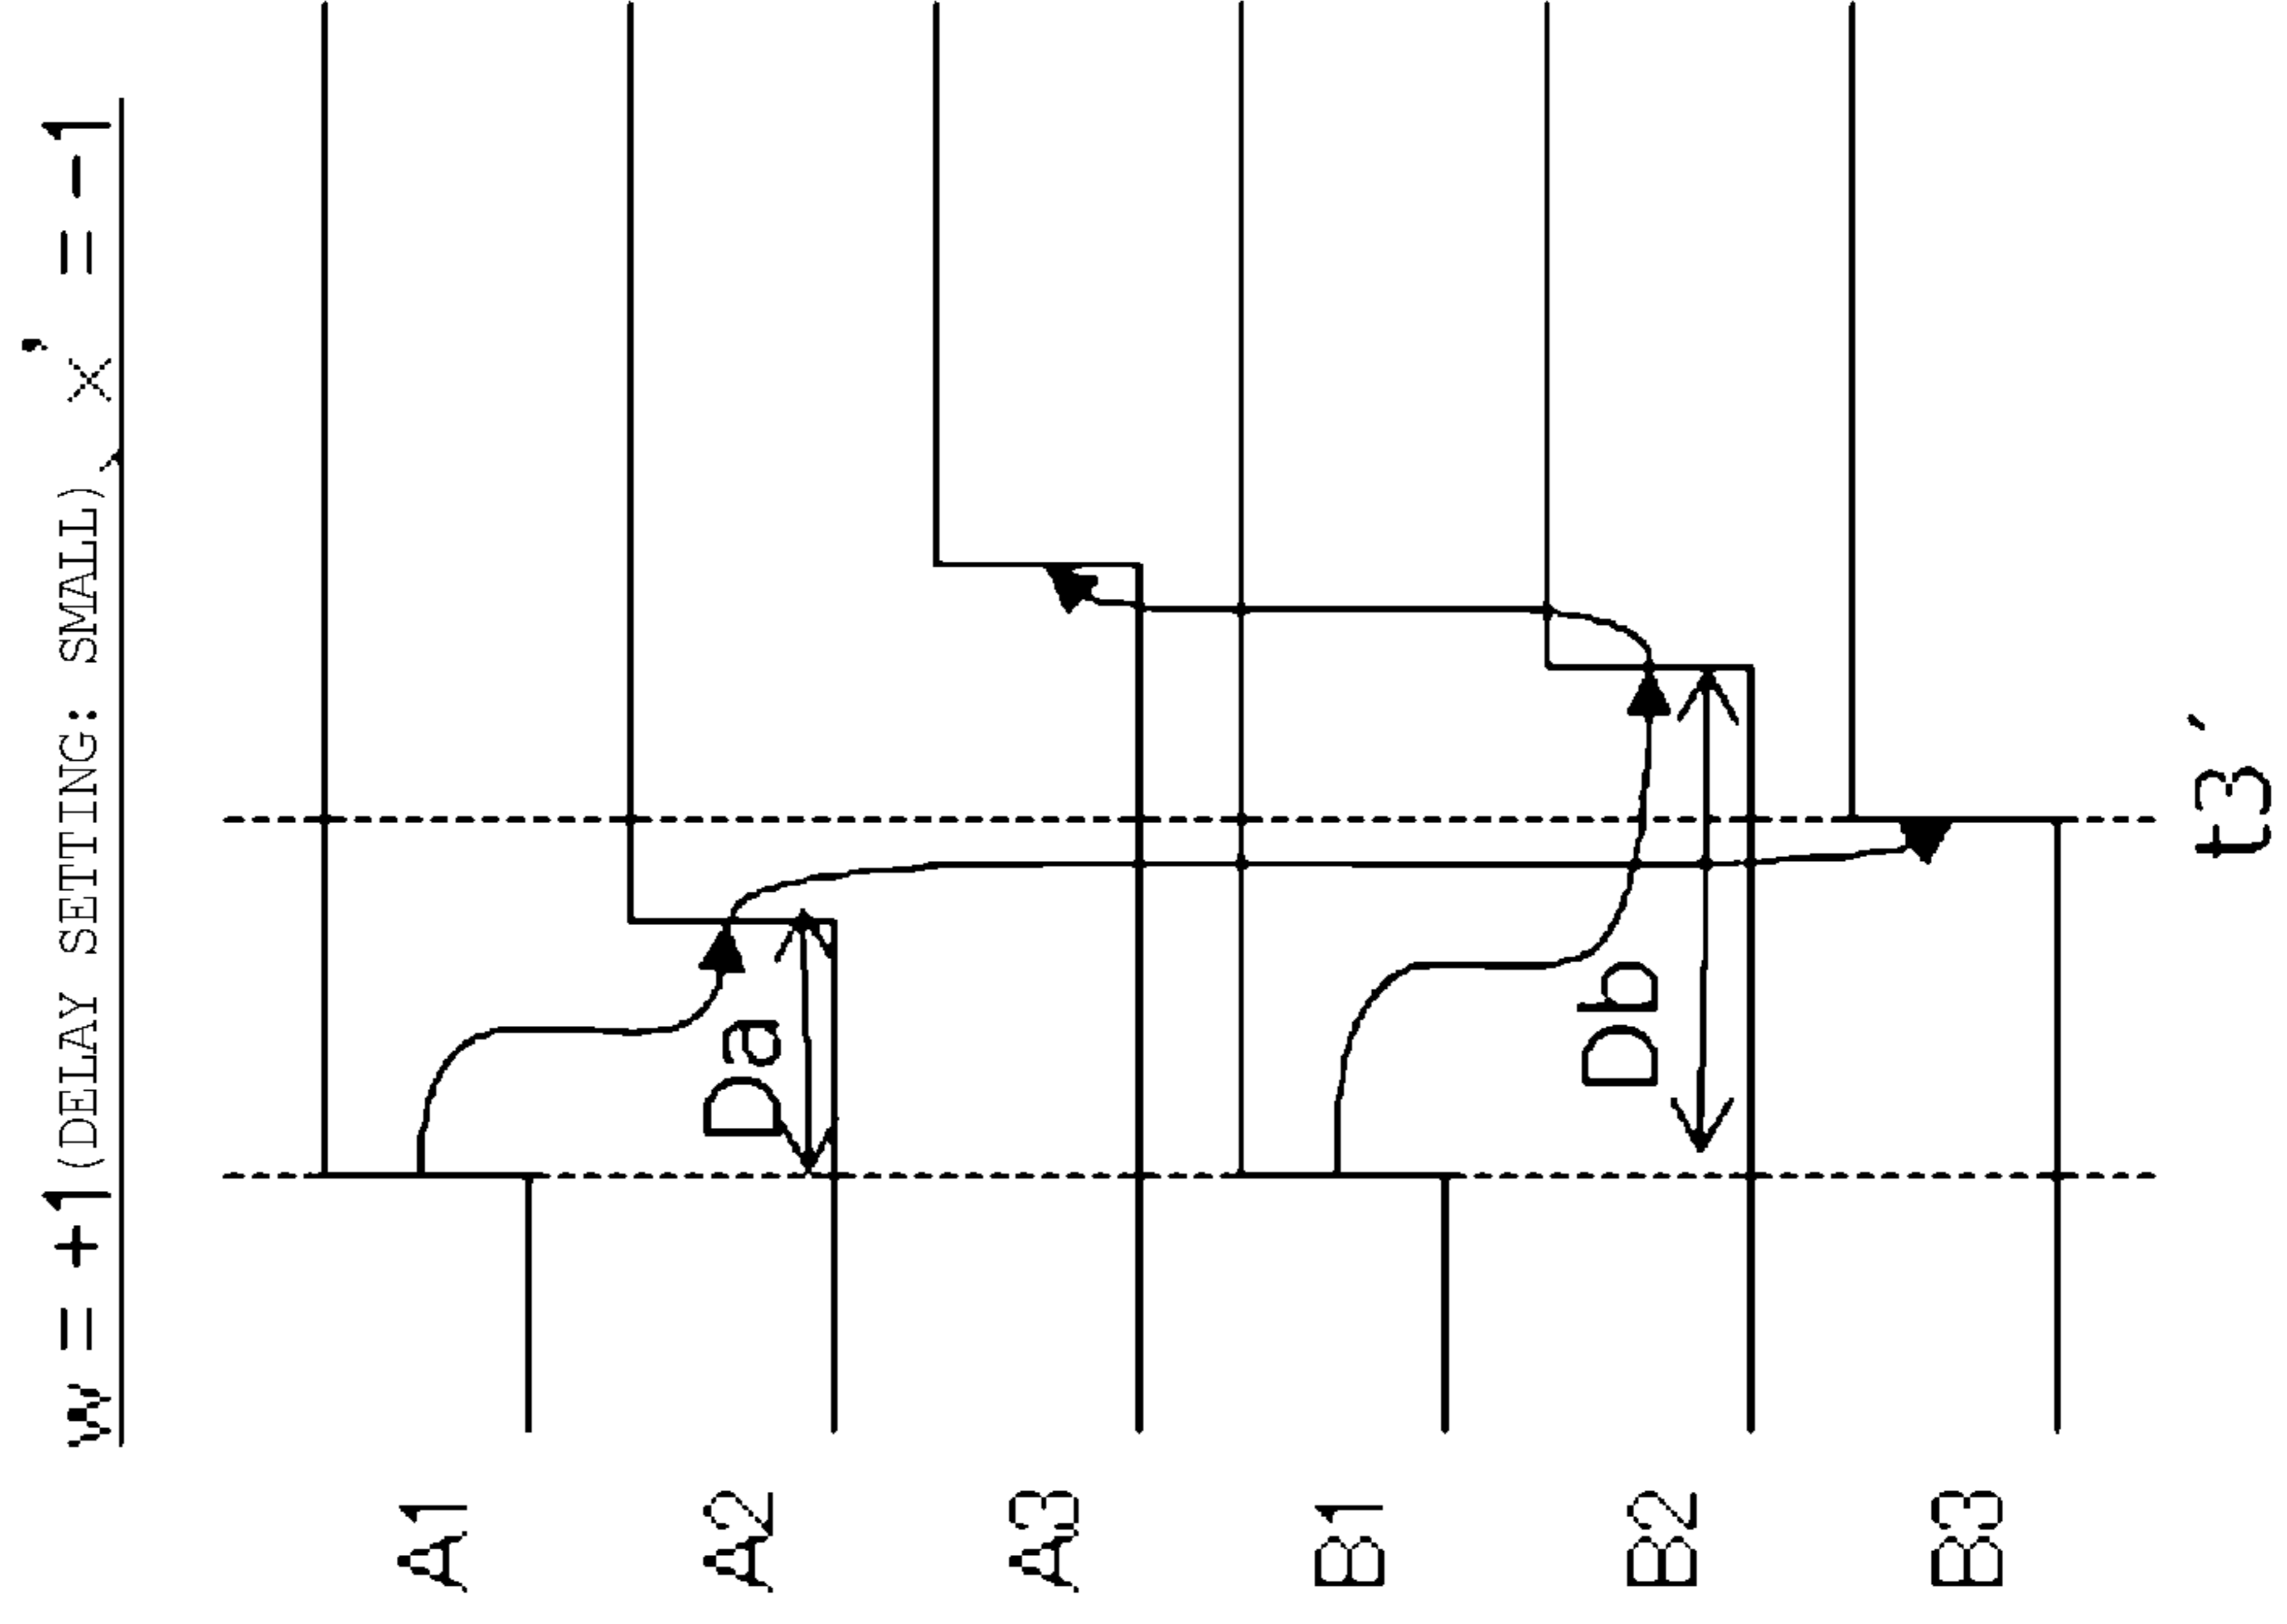 w=+1(DELAY SETTING: SMALL)、x'=-1
A1
A2
Da
A3
B1
B2
Db
B3
t3´